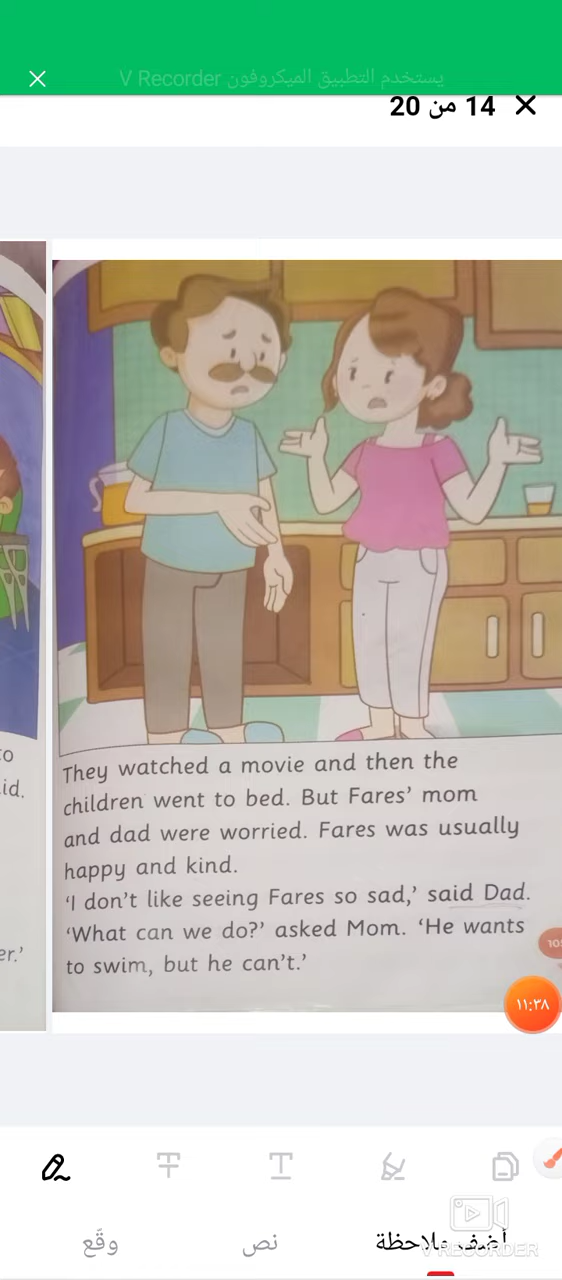 يستخدم التطبيق الميكروفون V Recorder
14 من 20
They watched a movie and then the
children went to bed. But Fares’ mom
and dad were worried. Fares was usually
happy and kind.
‘I don’t like seeing Fares so sad,’ said Dad.
‘What can we do?’ asked Mom. ‘He wants
to swim, but he can’t.’
er.’
١١:٣٨
أضف ملاحظة
نص
وقّع
V RECORDER